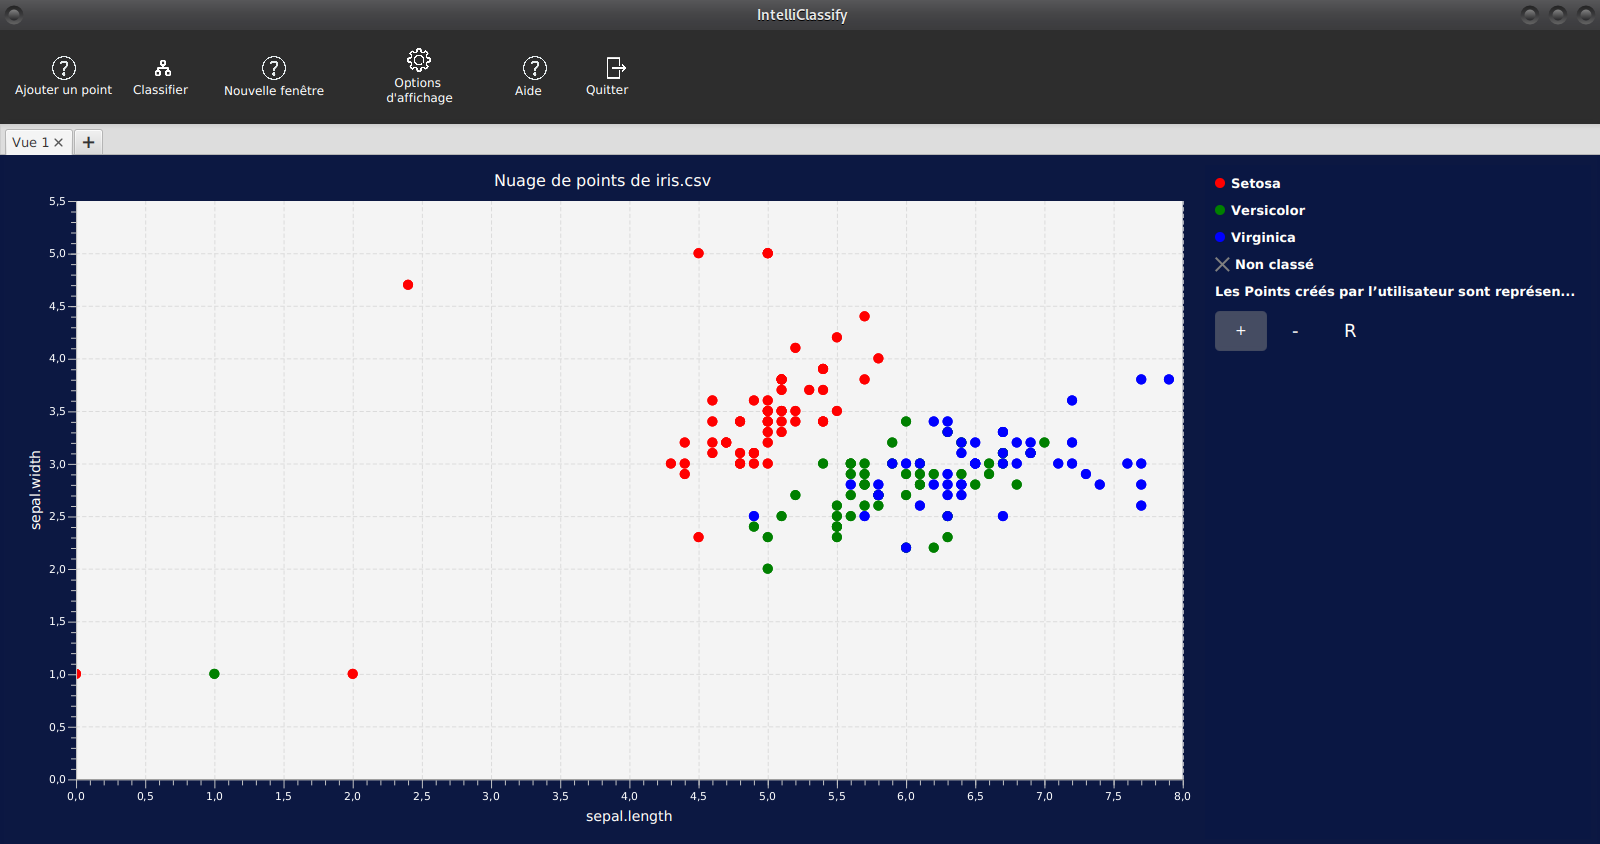 IntelliClassify
Ajouter un point
Classifier
Nouvelle fenêtre
Options
d'affichage
Aide
Quitter
Vue 1 ×
+
Nuage de points de iris.csv
5,5
5,0
4,5
4,0
3,5
3,0
2,5
2,0
1,5
1,0
0,5
0,0
sepal.width
0,0 0,5 1,0 1,5 2,0 2,5 3,0 3,5 4,0 4,5 5,0 5,5 6,0 6,5 7,0 7,5 8,0
sepal.length
Setosa
Versicolor
Virginica
Non classé
Les Points créés par l’utilisateur sont représen...
+ - R